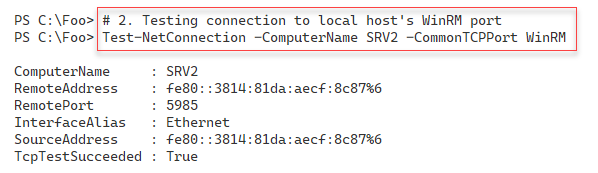 PS C:\Foo> # 2. Testing connection to local host's WinRM port
PS C:\Foo> Test-NetConnection -ComputerName SRV2 -CommonTCPPort WinRM
ComputerName     : SRV2
RemoteAddress    : fe80::3814:81da:aecf:8c87%6
RemotePort       : 5985
InterfaceAlias   : Ethernet
SourceAddress    : fe80::3814:81da:aecf:8c87%6
TcpTestSucceeded : True